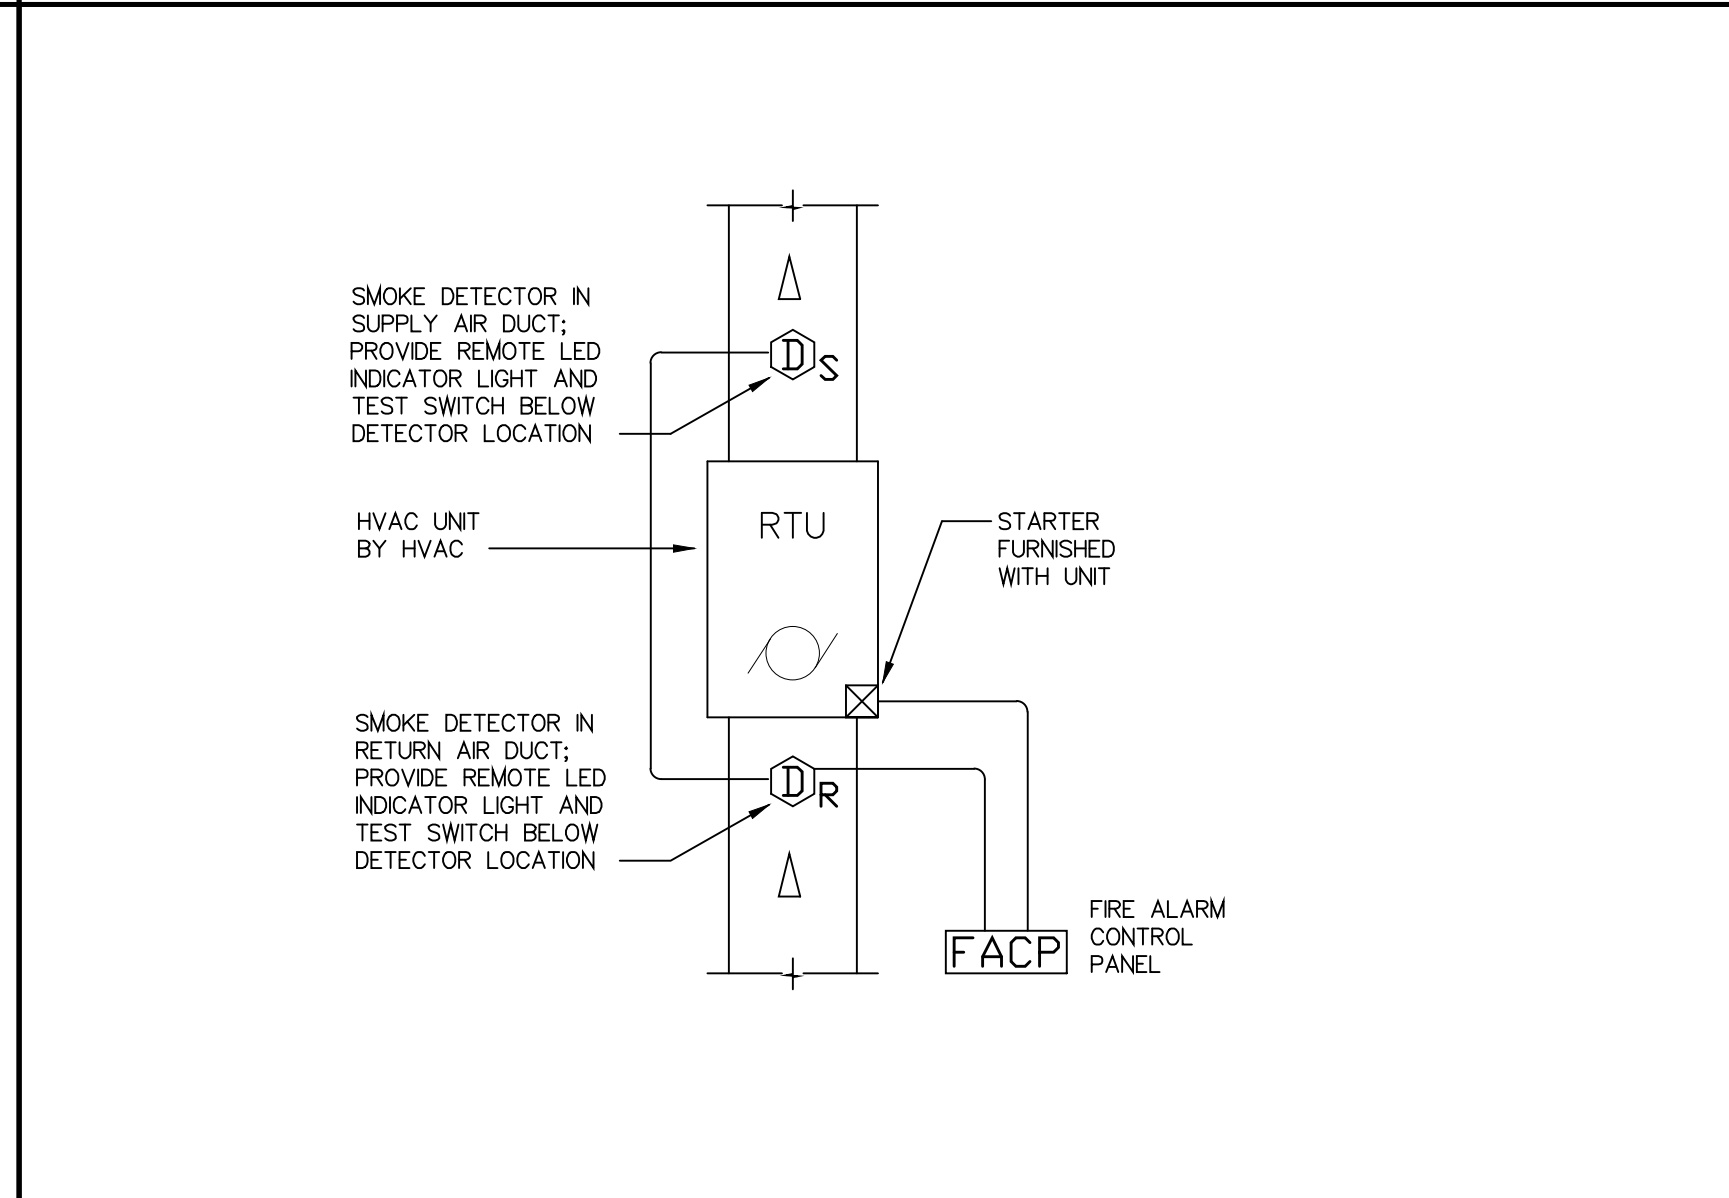 SMOKE DETECTOR IN
SUPPLY AIR DUCT;
PROVIDE REMOTE LED
INDICATOR LIGHT AND
TEST SWITCH BELOW
DETECTOR LOCATION
D
S
HVAC UNIT
BY HVAC
RTU
STARTER
FURNISHED
WITH UNIT
SMOKE DETECTOR IN
RETURN AIR DUCT;
PROVIDE REMOTE LED
INDICATOR LIGHT AND
TEST SWITCH BELOW
DETECTOR LOCATION
D
R
FACP
FIRE ALARM
CONTROL
PANEL